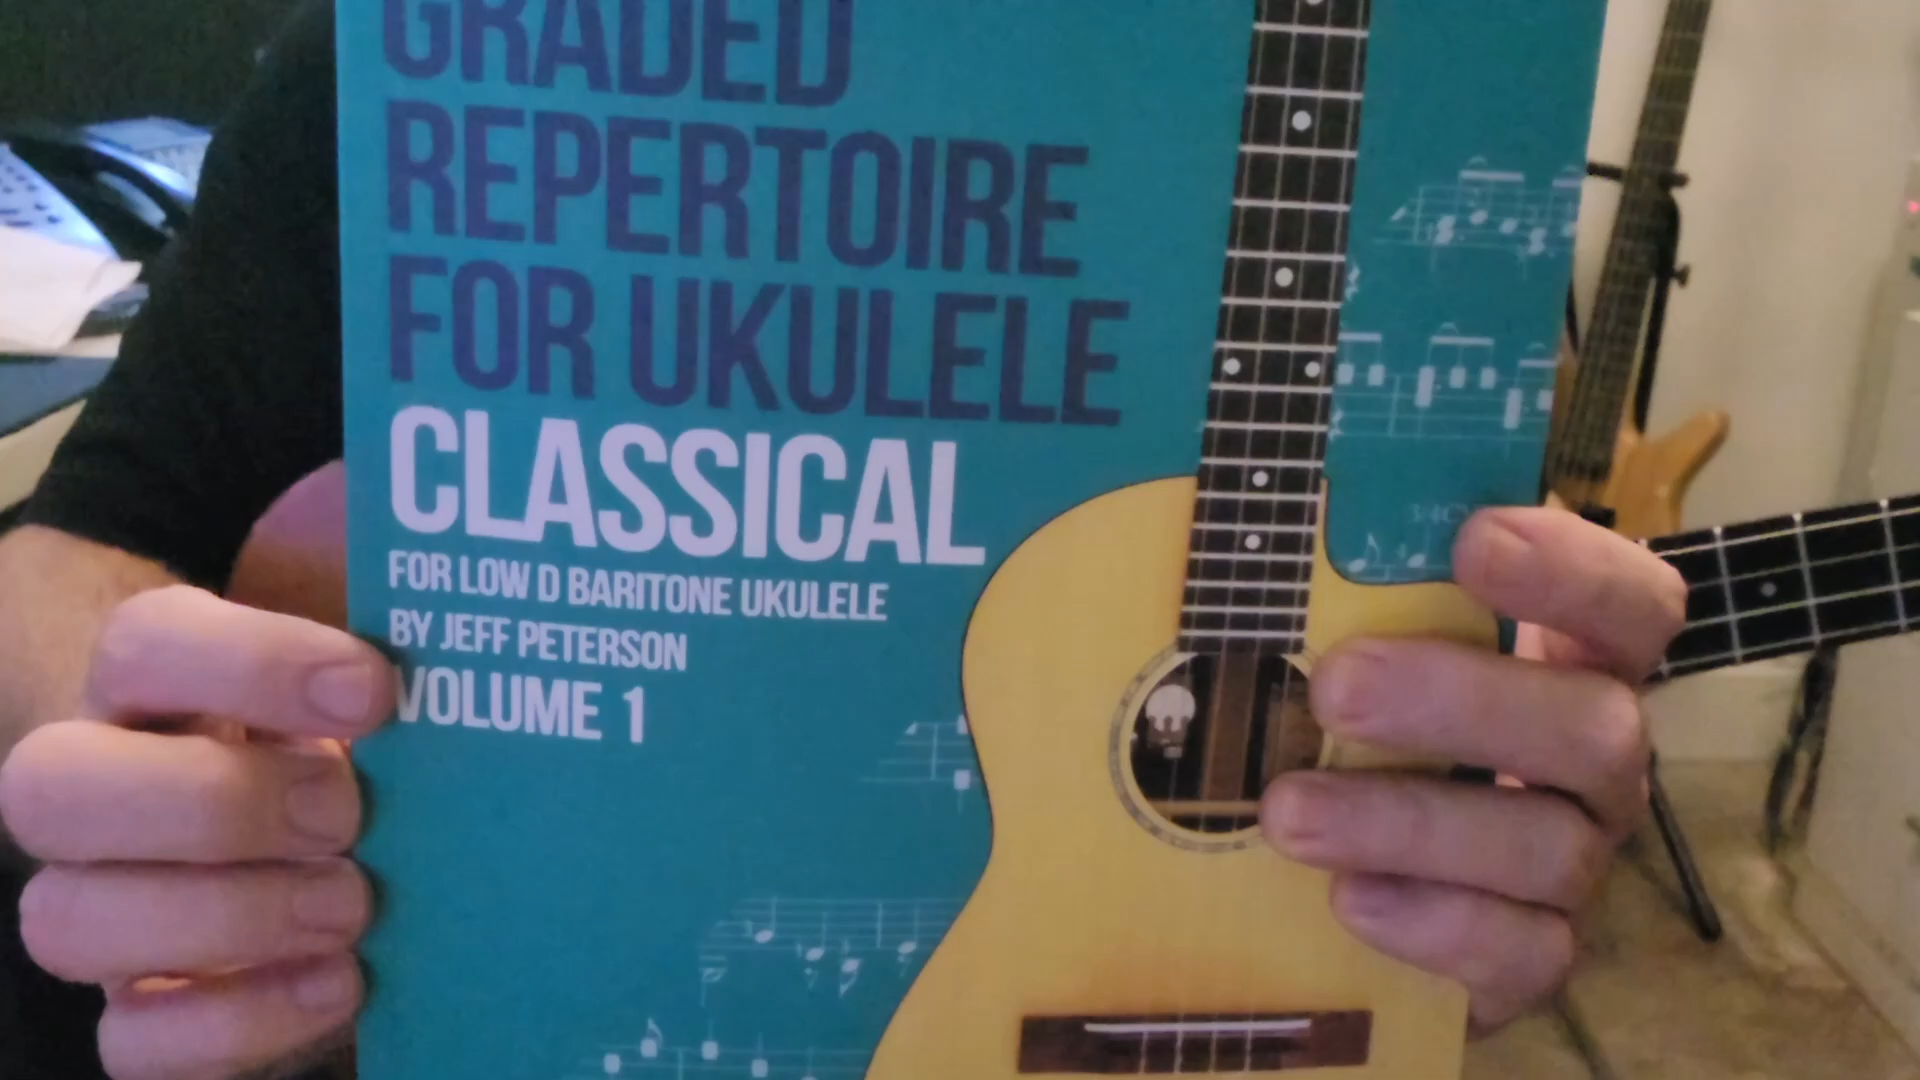 GRADED
REPERTOIRE
FOR UKULELE
CLASSICAL
FOR LOW D BARITONE UKULELE
BY JEFF PETERSON
VOLUME 1